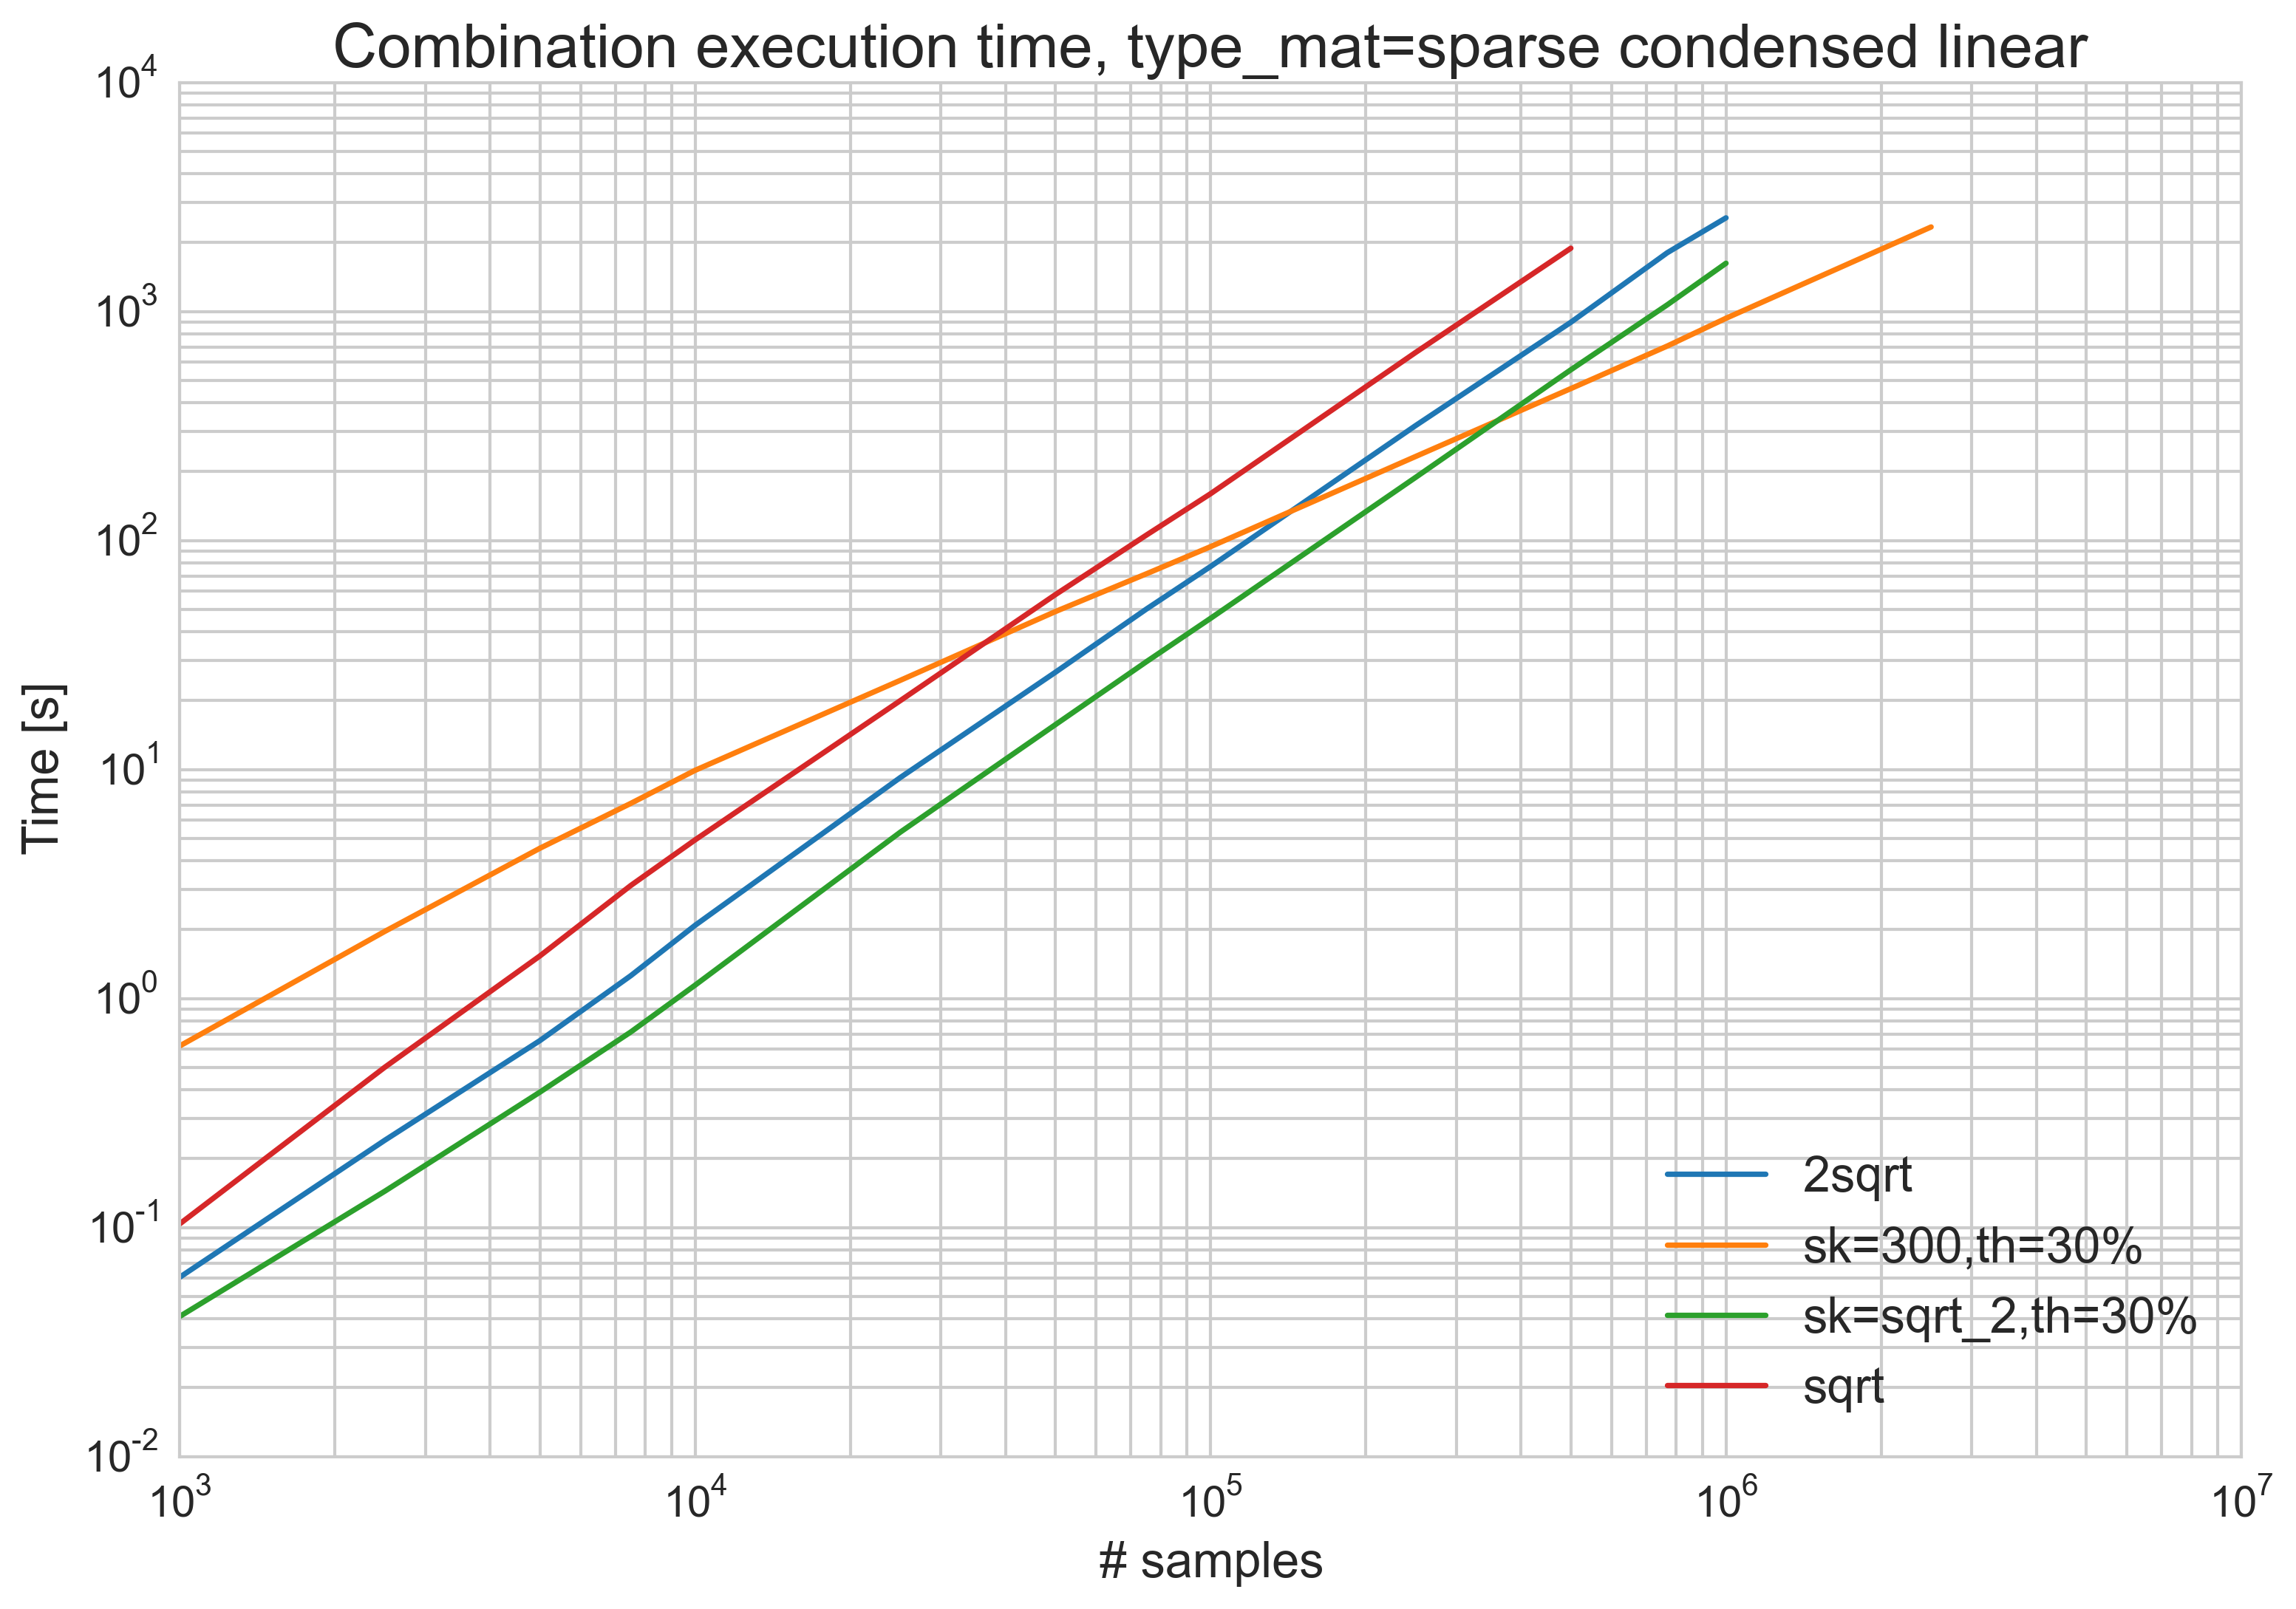 Combination execution time, type_mat=sparse condensed linear
10^4
10^3
10^2
10^1
10^0
10^-1
10^-2
Time [s]
2sqrt
sk=300,th=30%
sk=sqrt_2,th=30%
sqrt
10^3 10^4 10^5 10^6 10^7
# samples